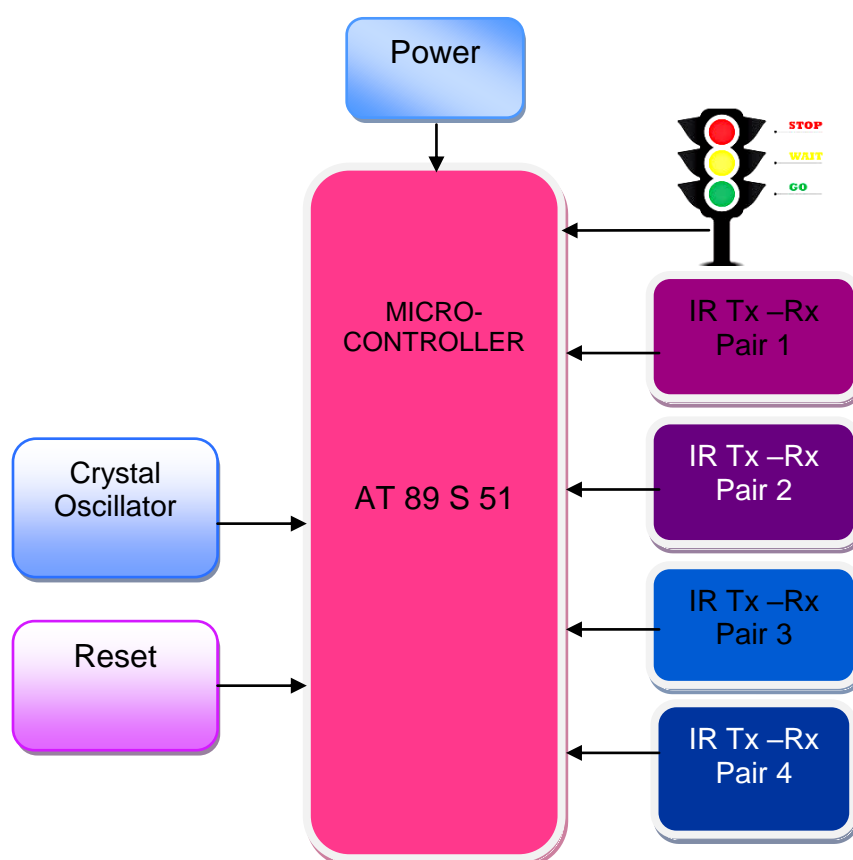 Power
STOP
WAIT
GO
MICRO-
CONTROLLER
AT 89 S 51
IR Tx –Rx
Pair 1
IR Tx –Rx
Pair 2
IR Tx –Rx
Pair 3
IR Tx –Rx
Pair 4
Crystal
Oscillator
Reset